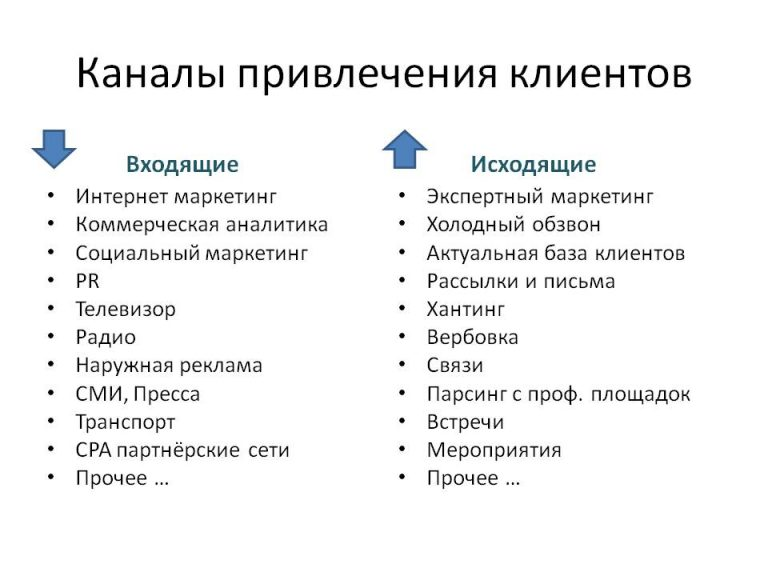 Каналы привлечения клиентов
Входящие
• Интернет маркетинг
• Коммерческая аналитика
• Социальный маркетинг
• PR
• Телевизор
• Радио
• Наружная реклама
• СМИ, Пресса
• Транспорт
• CPA партнёрские сети
• Прочее ...
Исходящие
• Экспертный маркетинг
• Холодный обзвон
• Актуальная база клиентов
• Рассылки и письма
• Хантинг
• Вербовка
• Связи
• Парсинг с проф. площадок
• Встречи
• Мероприятия
• Прочее ...